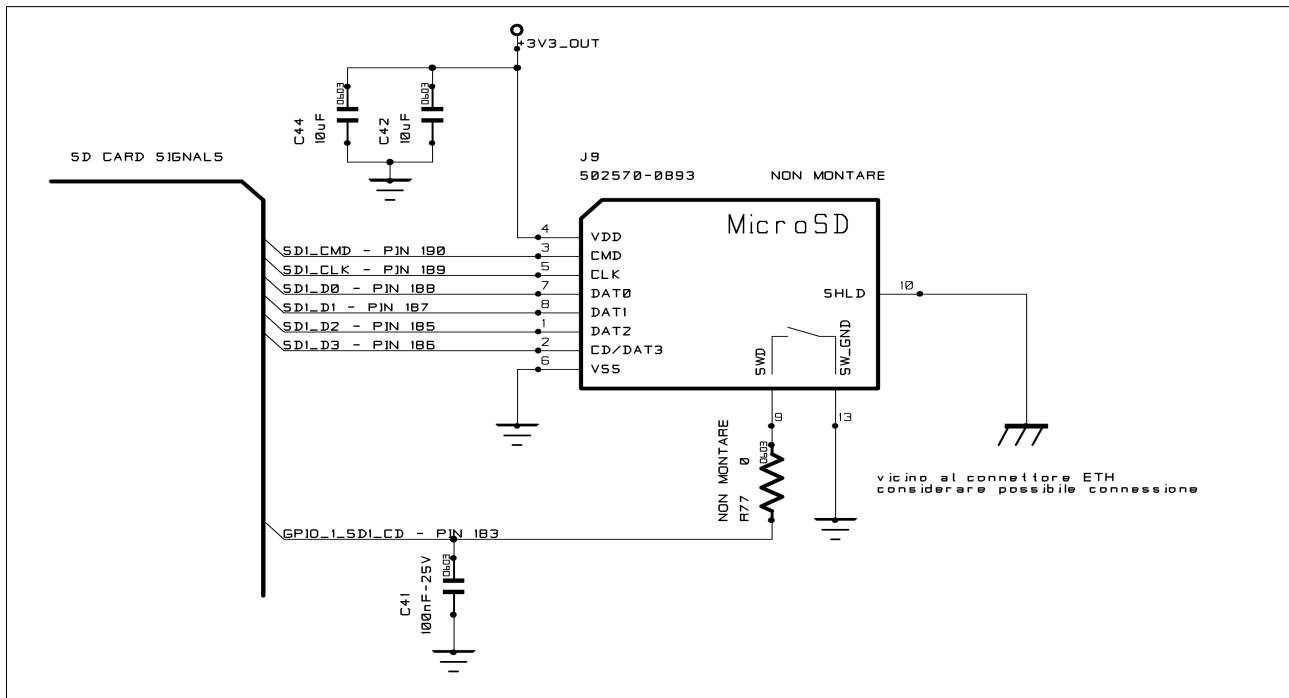 +3V3_OUT
0603
0603
C44
10uF
C42
10uF
SD CARD SIGNALS
J9
502570-0893
NON MONTARE
MicroSD
4
VDD
SD1_CMD - PIN 190
3
CMD
SD1_CLK - PIN 189
5
CLK
SD1_D0 - PIN 188
7
DAT0
SHLD
10
SD1_D1 - PIN 187
8
DAT1
SD1_D2 - PIN 185
1
DAT2
SD1_D3 - PIN 186
2
CD/DAT3
6
VSS
SWD
SW_GND
9
13
NON MONTARE
R77
0
0603
vicino al connettore ETH
considerare possibile connessione
GPIO_1_SD1_CD - PIN 183
0603
C41
100nF-25V